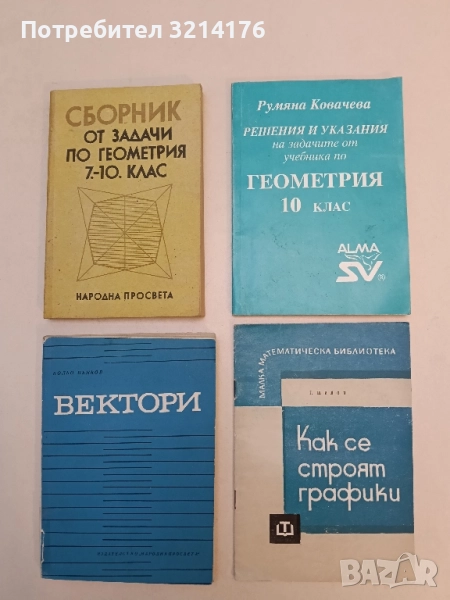 Потребител 3214176
СБОРНИК
ОТ ЗАДАЧИ
ПО ГЕОМЕТРИЯ
7.-10. КЛАС
НАРОДНА ПРОСВЕТА
Румяна Ковачева
РЕШЕНИЯ И УКАЗАНИЯ
на задачите от
учебника по
ГЕОМЕТРИЯ
10 КЛАС
ALMA
SV
ВЕКТОРИ
МАЛКА МАТЕМАТИЧЕСКА БИБЛИОТЕКА
Как се
строят
графики
BAZAR